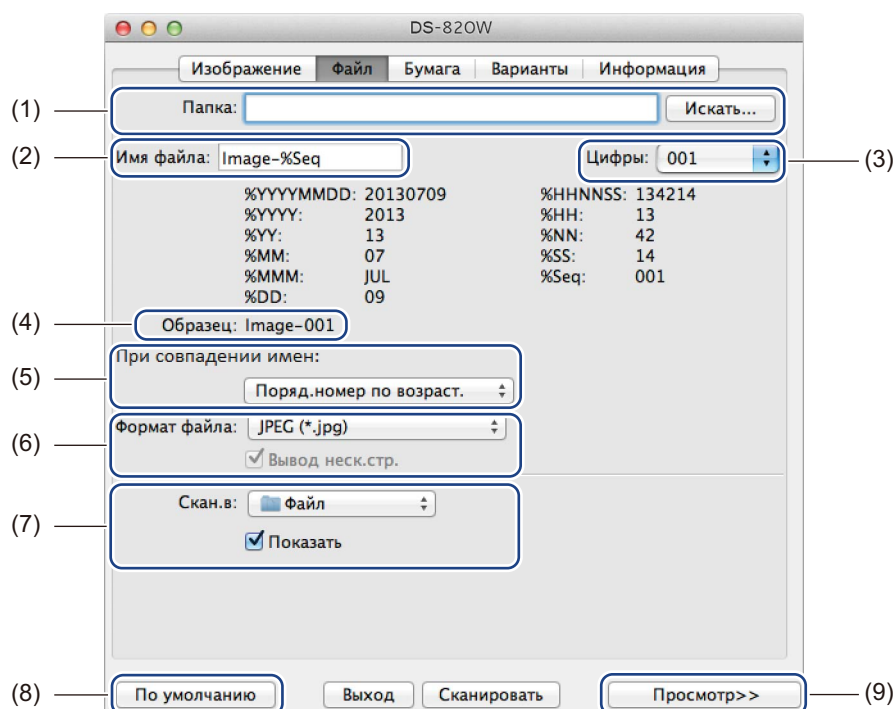 DS-820W
Изображение Файл Бумага Варианты Информация
(1) Папка: Искать...
(2) Имя файла: Image-%Seq Цифры: 001 (3)
%YYYYMMDD: 20130709 %HHNNSS: 134214
%YYYY: 2013 %HH: 13
%YY: 13 %NN: 42
%MM: 07 %SS: 14
%MMM: JUL %Seq: 001
%DD: 09
(4) Образец: Image-001
При совпадении имен:
(5) Поряд.номер по возраст.
(6) Формат файла: JPEG (*.jpg)
Вывод неск.стр.
(7) Скан.в: Файл
Показать
(8) По умолчанию Выход Сканировать Просмотр>> (9)